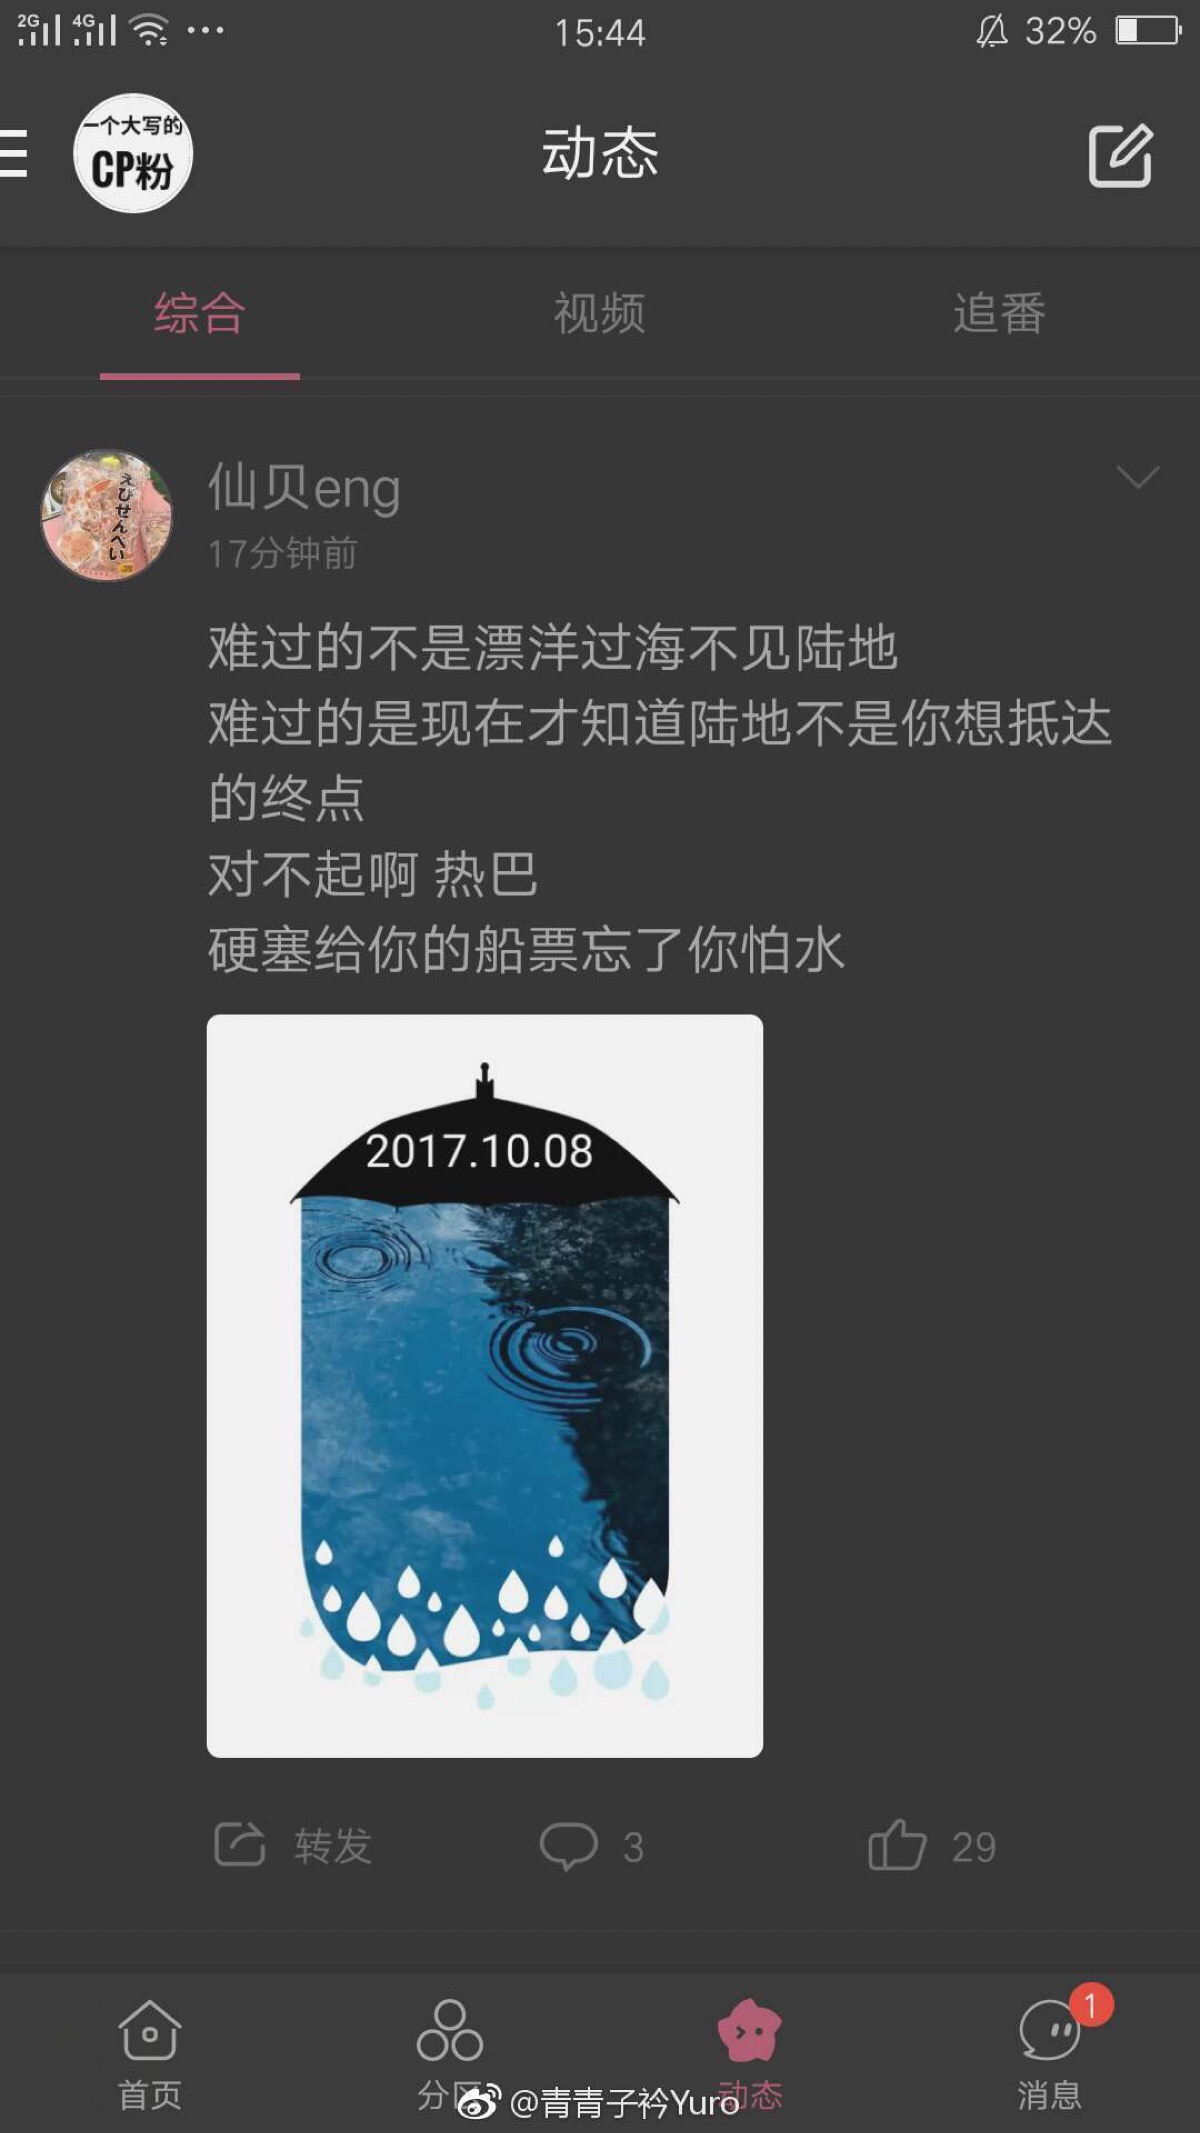 2G 4G 15:44 32%
一个大写的
CP粉
动态
综合 视频 追番
えびせんべい
仙贝eng
17分钟前
难过的不是漂洋过海不见陆地
难过的是现在才知道陆地不是你想抵达
的终点
对不起啊 热巴
硬塞给你的船票忘了你怕水
2017.10.08
转发 3 29
1
首页 分区 动态 消息
@青青子衿Yuro